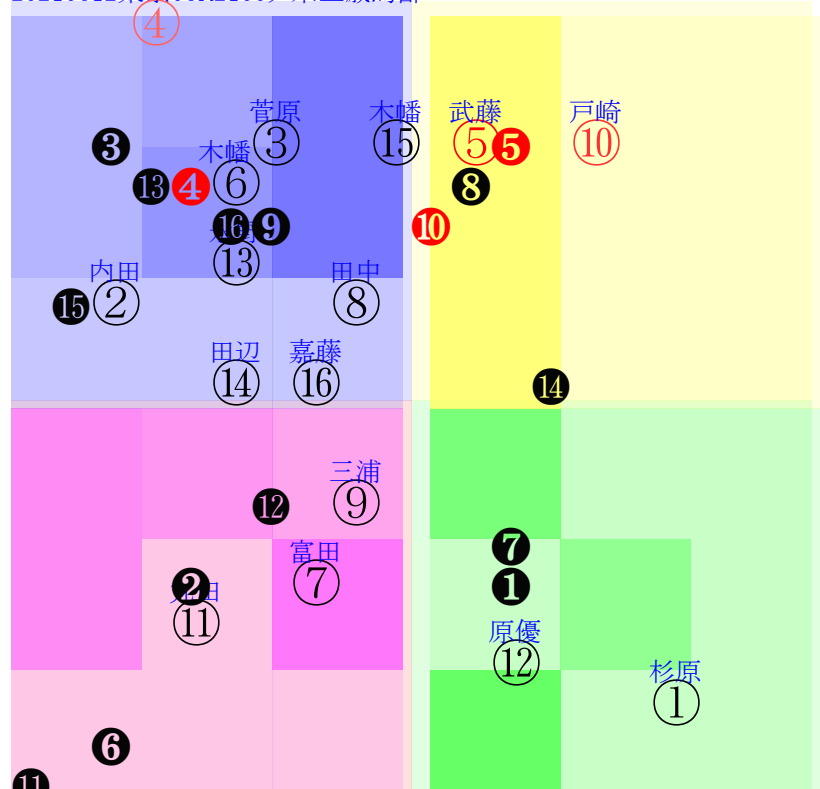 ④
菅原 木幡 武藤 戸崎
❸ ③ ⑮ ⑤ ❺ ⑩
木幡
⓭ ❹ ⑥ ❽
⓰ ❾ ❿
⑬
内田 田中
⓯ ② ⑧
田辺 嘉藤
⑭ ⑯ ⓮
三浦
⓬ ⑨
富田 ❼
❷ ⑦ ❶
⑪ 原優
⑫ 杉原
①
❻
⓫